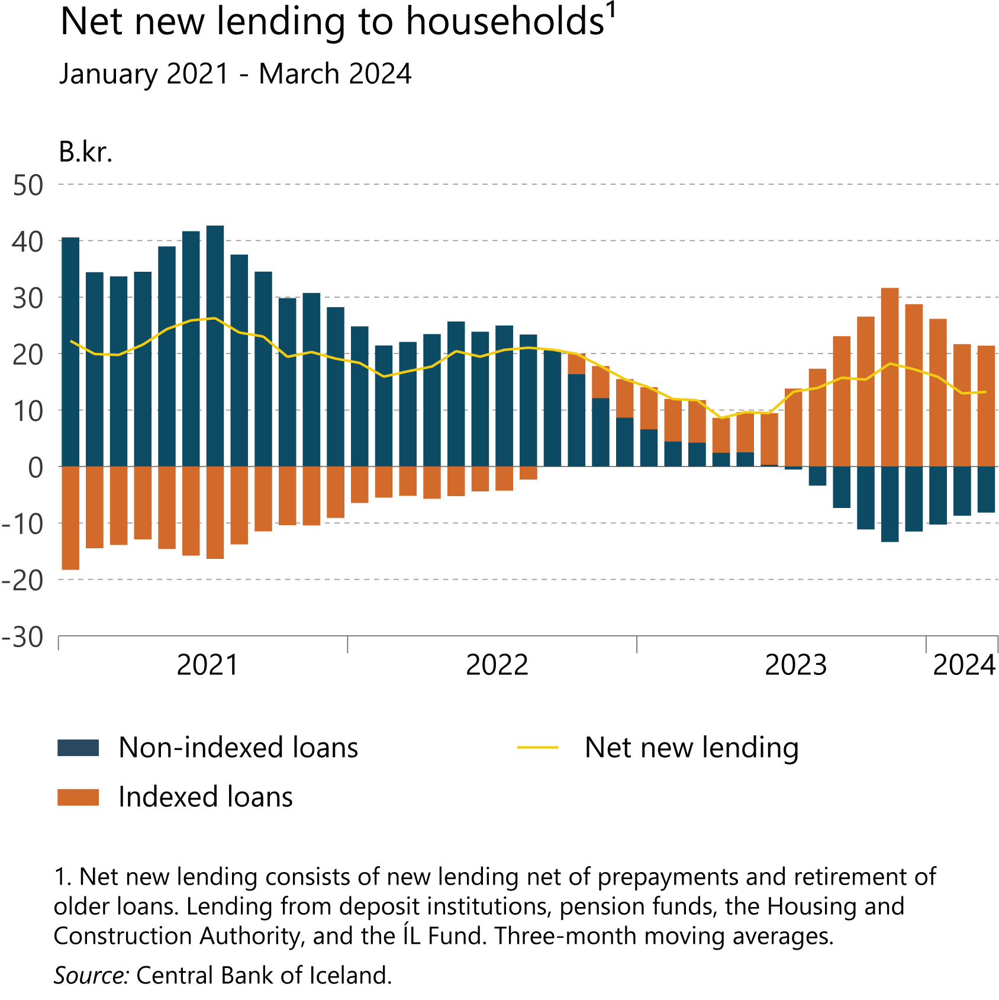 Net new lending to households¹
January 2021 - March 2024
B.kr.
50
40
30
20
10
0
-10
-20
-30
2021
2022
2023
2024
Non-indexed loans
Net new lending
Indexed loans
1. Net new lending consists of new lending net of prepayments and retirement of
older loans. Lending from deposit institutions, pension funds, the Housing and
Construction Authority, and the ÍL Fund. Three-month moving averages.
Source: Central Bank of Iceland.